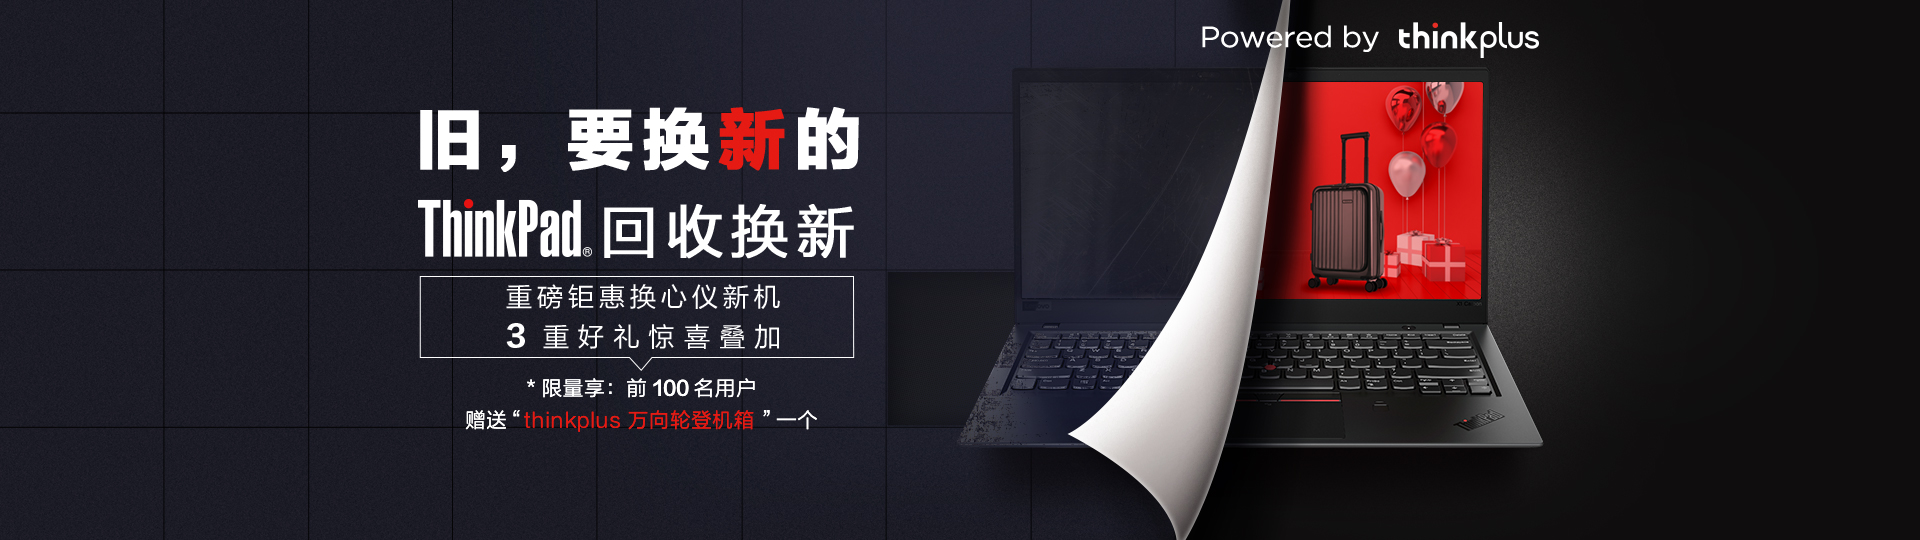 Powered by thinkplus
旧，要换新的
ThinkPad® 回收换新
重磅钜惠换心仪新机
3 重好礼惊喜叠加
* 限量享：前 100 名用户
赠送 “thinkplus 万向轮登机箱 ” 一个
ThinkPad